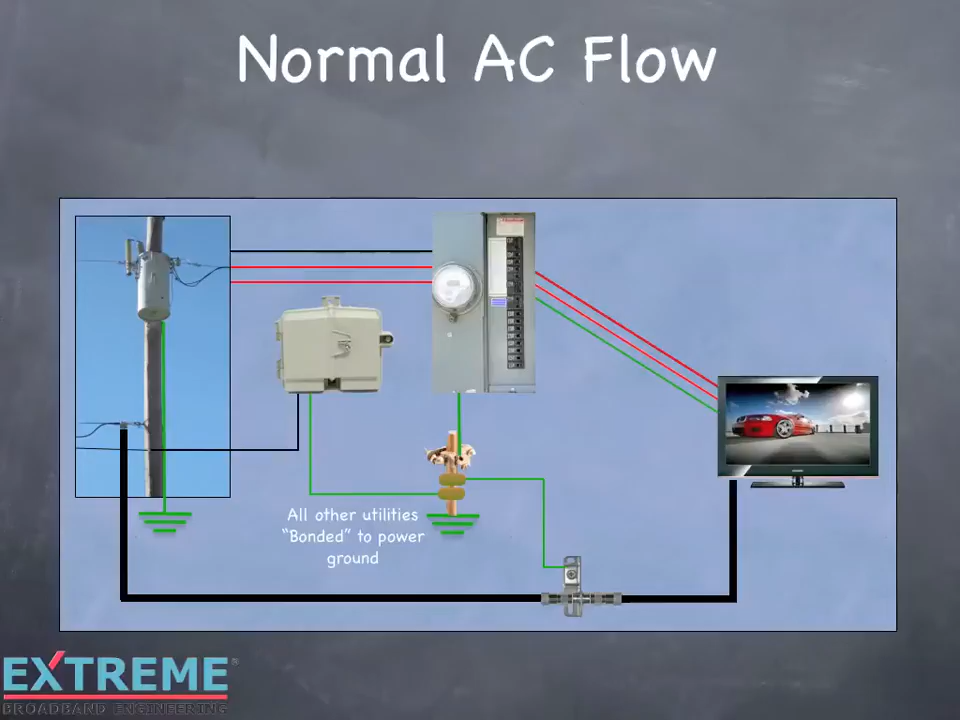 Normal AC Flow
All other utilities
“Bonded” to power
ground
EXTREME®
BROADBAND ENGINEERING